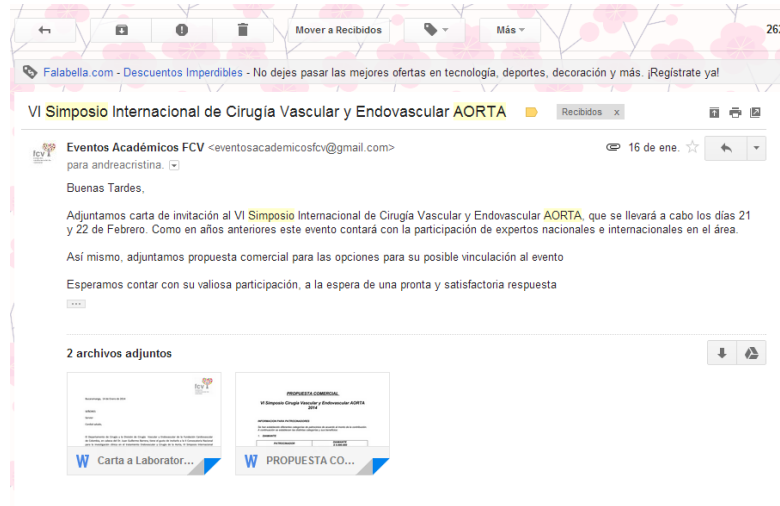 Mover a Recibidos
Más
262
Falabella.com - Descuentos Imperdibles - No dejes pasar las mejores ofertas en tecnología, deportes, decoración y más. ¡Regístrate ya!
VI Simposio Internacional de Cirugía Vascular y Endovascular AORTA
Recibidos x
fcv
Eventos Académicos FCV <eventosacademicosfcv@gmail.com>
16 de ene.
para andreacristina.
Buenas Tardes,
Adjuntamos carta de invitación al VI Simposio Internacional de Cirugía Vascular y Endovascular AORTA, que se llevará a cabo los días 21
y 22 de Febrero. Como en años anteriores este evento contará con la participación de expertos nacionales e internacionales en el área.
Así mismo, adjuntamos propuesta comercial para las opciones para su posible vinculación al evento
Esperamos contar con su valiosa participación, a la espera de una pronta y satisfactoria respuesta
2 archivos adjuntos
fcv
PROPUESTA COMERCIAL
VI Simposio Cirugía Vascular y Endovascular AORTA
2014
W Carta a Laborator...
W PROPUESTA CO...